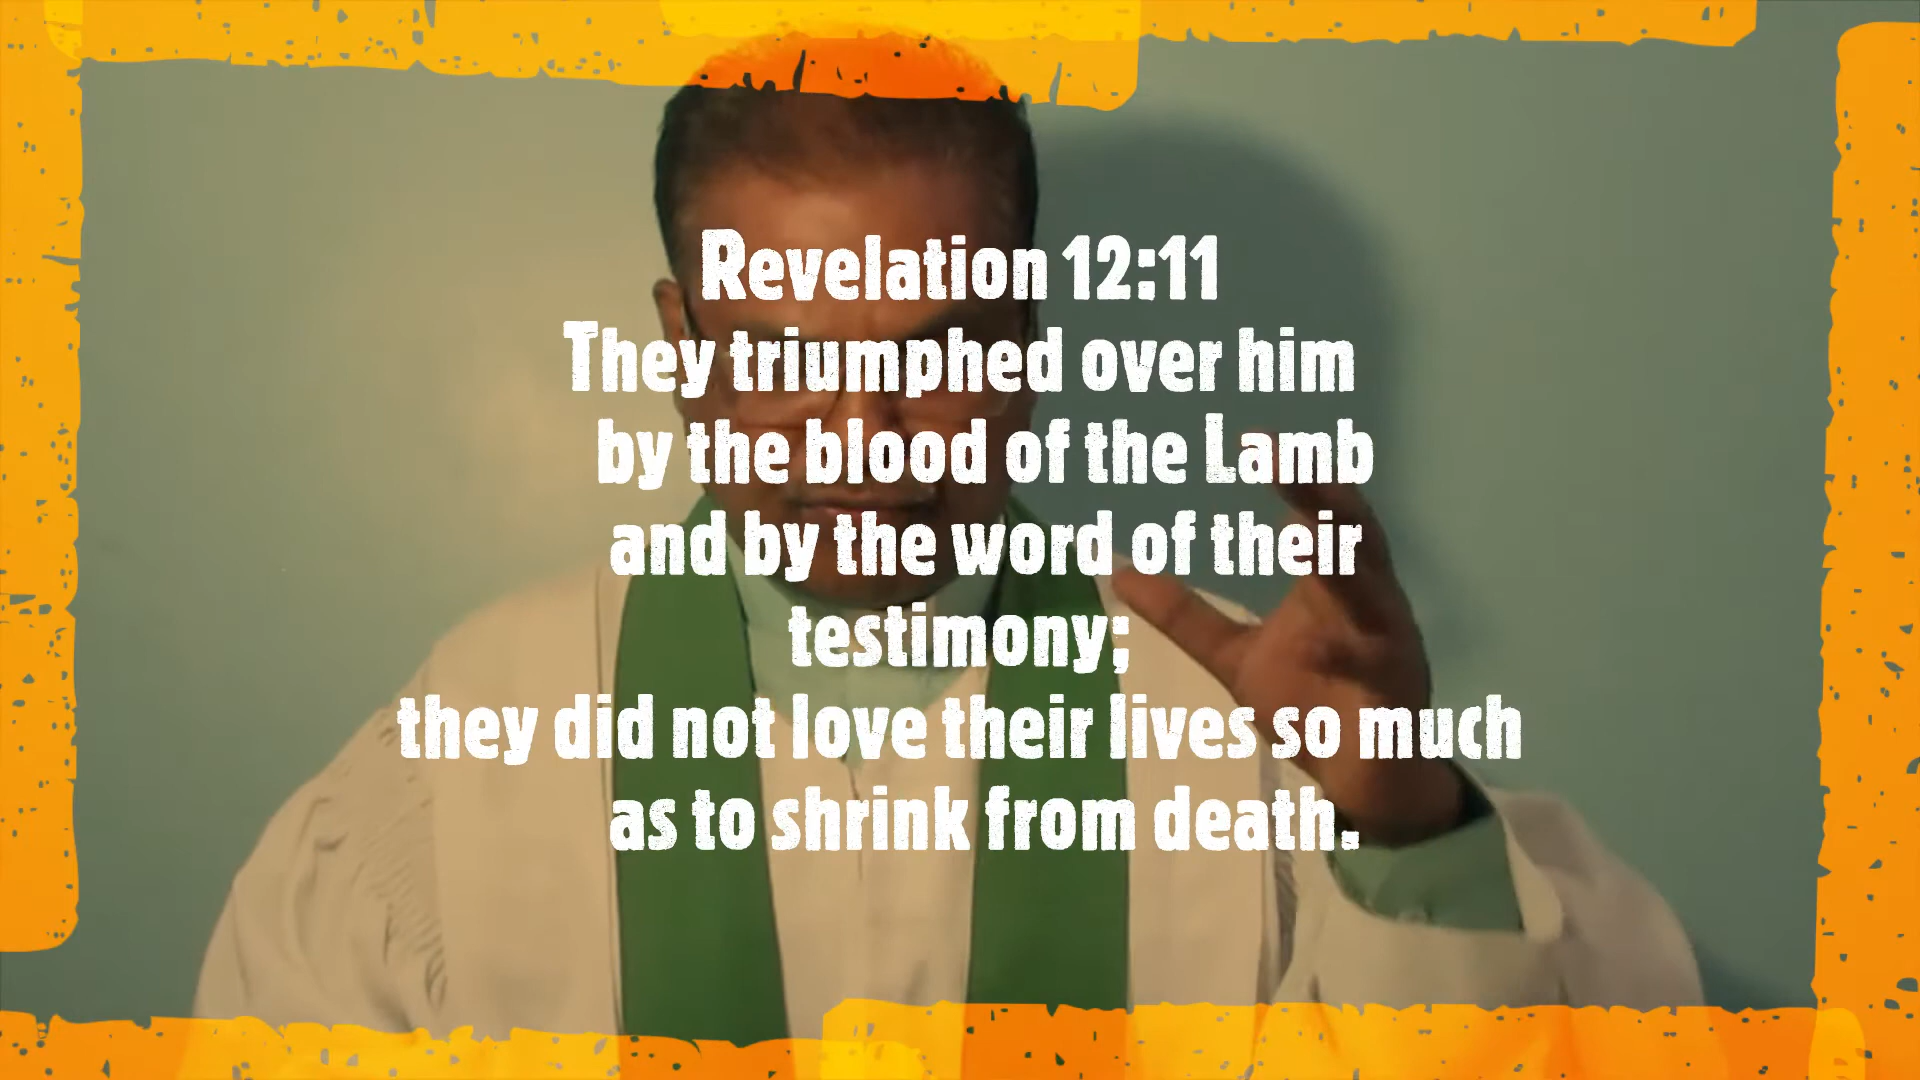 Revelation 12:11
They triumphed over him
by the blood of the Lamb
and by the word of their
testimony;
they did not love their lives so much
as to shrink from death.